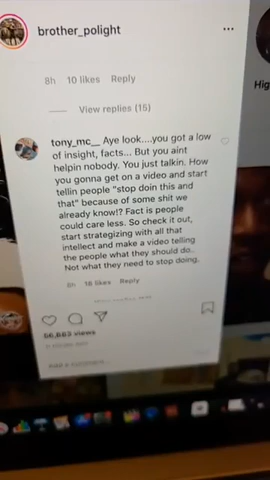 brother_polight
...
8h 10 likes Reply
View replies (15)
tony_mc__ Aye look....you got a low
of insight, facts... But you aint
helpin nobody. You just talkin. How
you gonna get on a video and start
tellin people "stop doin this and
that" because of some shit we
already know!? Fact is people
could care less. So check it out,
start strategizing with all that
intellect and make a video telling
the people what they should do..
Not what they need to stop doing.
8h 18 likes Reply
56,663 views
Add a comment...
Hig